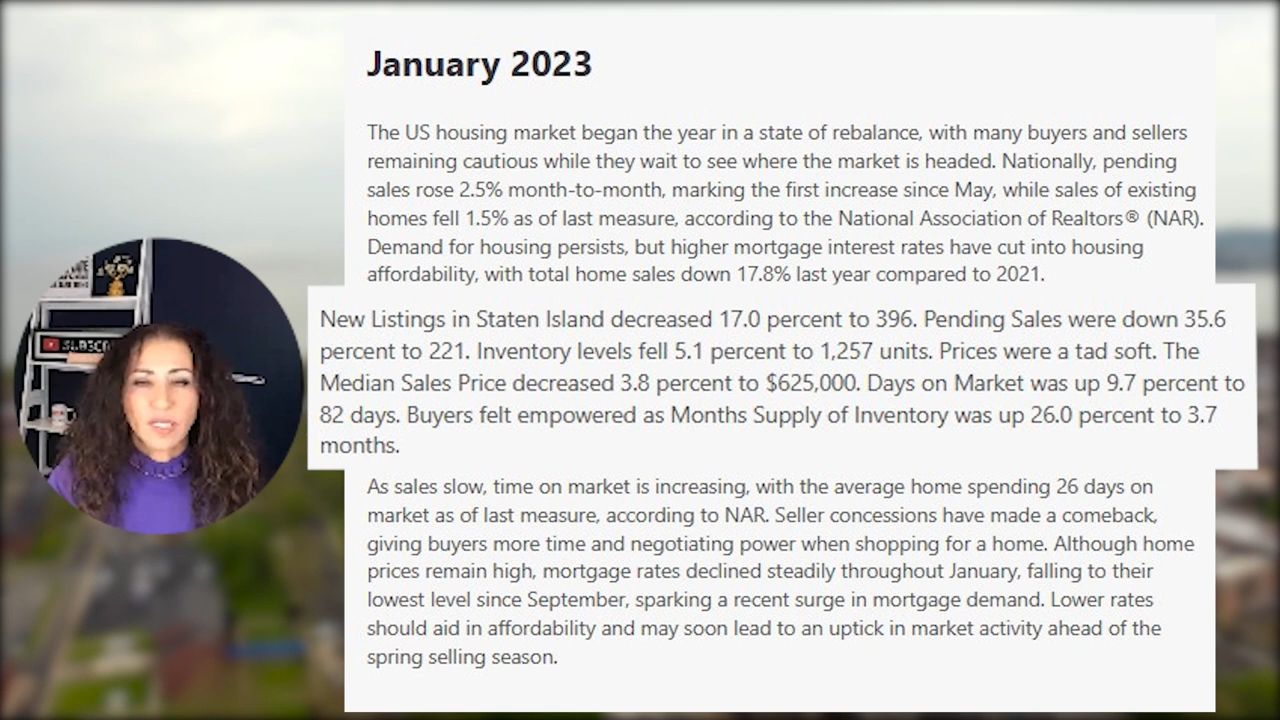 January 2023
The US housing market began the year in a state of rebalance, with many buyers and sellers
remaining cautious while they wait to see where the market is headed. Nationally, pending
sales rose 2.5% month-to-month, marking the first increase since May, while sales of existing
homes fell 1.5% as of last measure, according to the National Association of Realtors® (NAR).
Demand for housing persists, but higher mortgage interest rates have cut into housing
affordability, with total home sales down 17.8% last year compared to 2021.
New Listings in Staten Island decreased 17.0 percent to 396. Pending Sales were down 35.6
percent to 221. Inventory levels fell 5.1 percent to 1,257 units. Prices were a tad soft. The
Median Sales Price decreased 3.8 percent to $625,000. Days on Market was up 9.7 percent to
82 days. Buyers felt empowered as Months Supply of Inventory was up 26.0 percent to 3.7
months.
As sales slow, time on market is increasing, with the average home spending 26 days on
market as of last measure, according to NAR. Seller concessions have made a comeback,
giving buyers more time and negotiating power when shopping for a home. Although home
prices remain high, mortgage rates declined steadily throughout January, falling to their
lowest level since September, sparking a recent surge in mortgage demand. Lower rates
should aid in affordability and may soon lead to an uptick in market activity ahead of the
spring selling season.